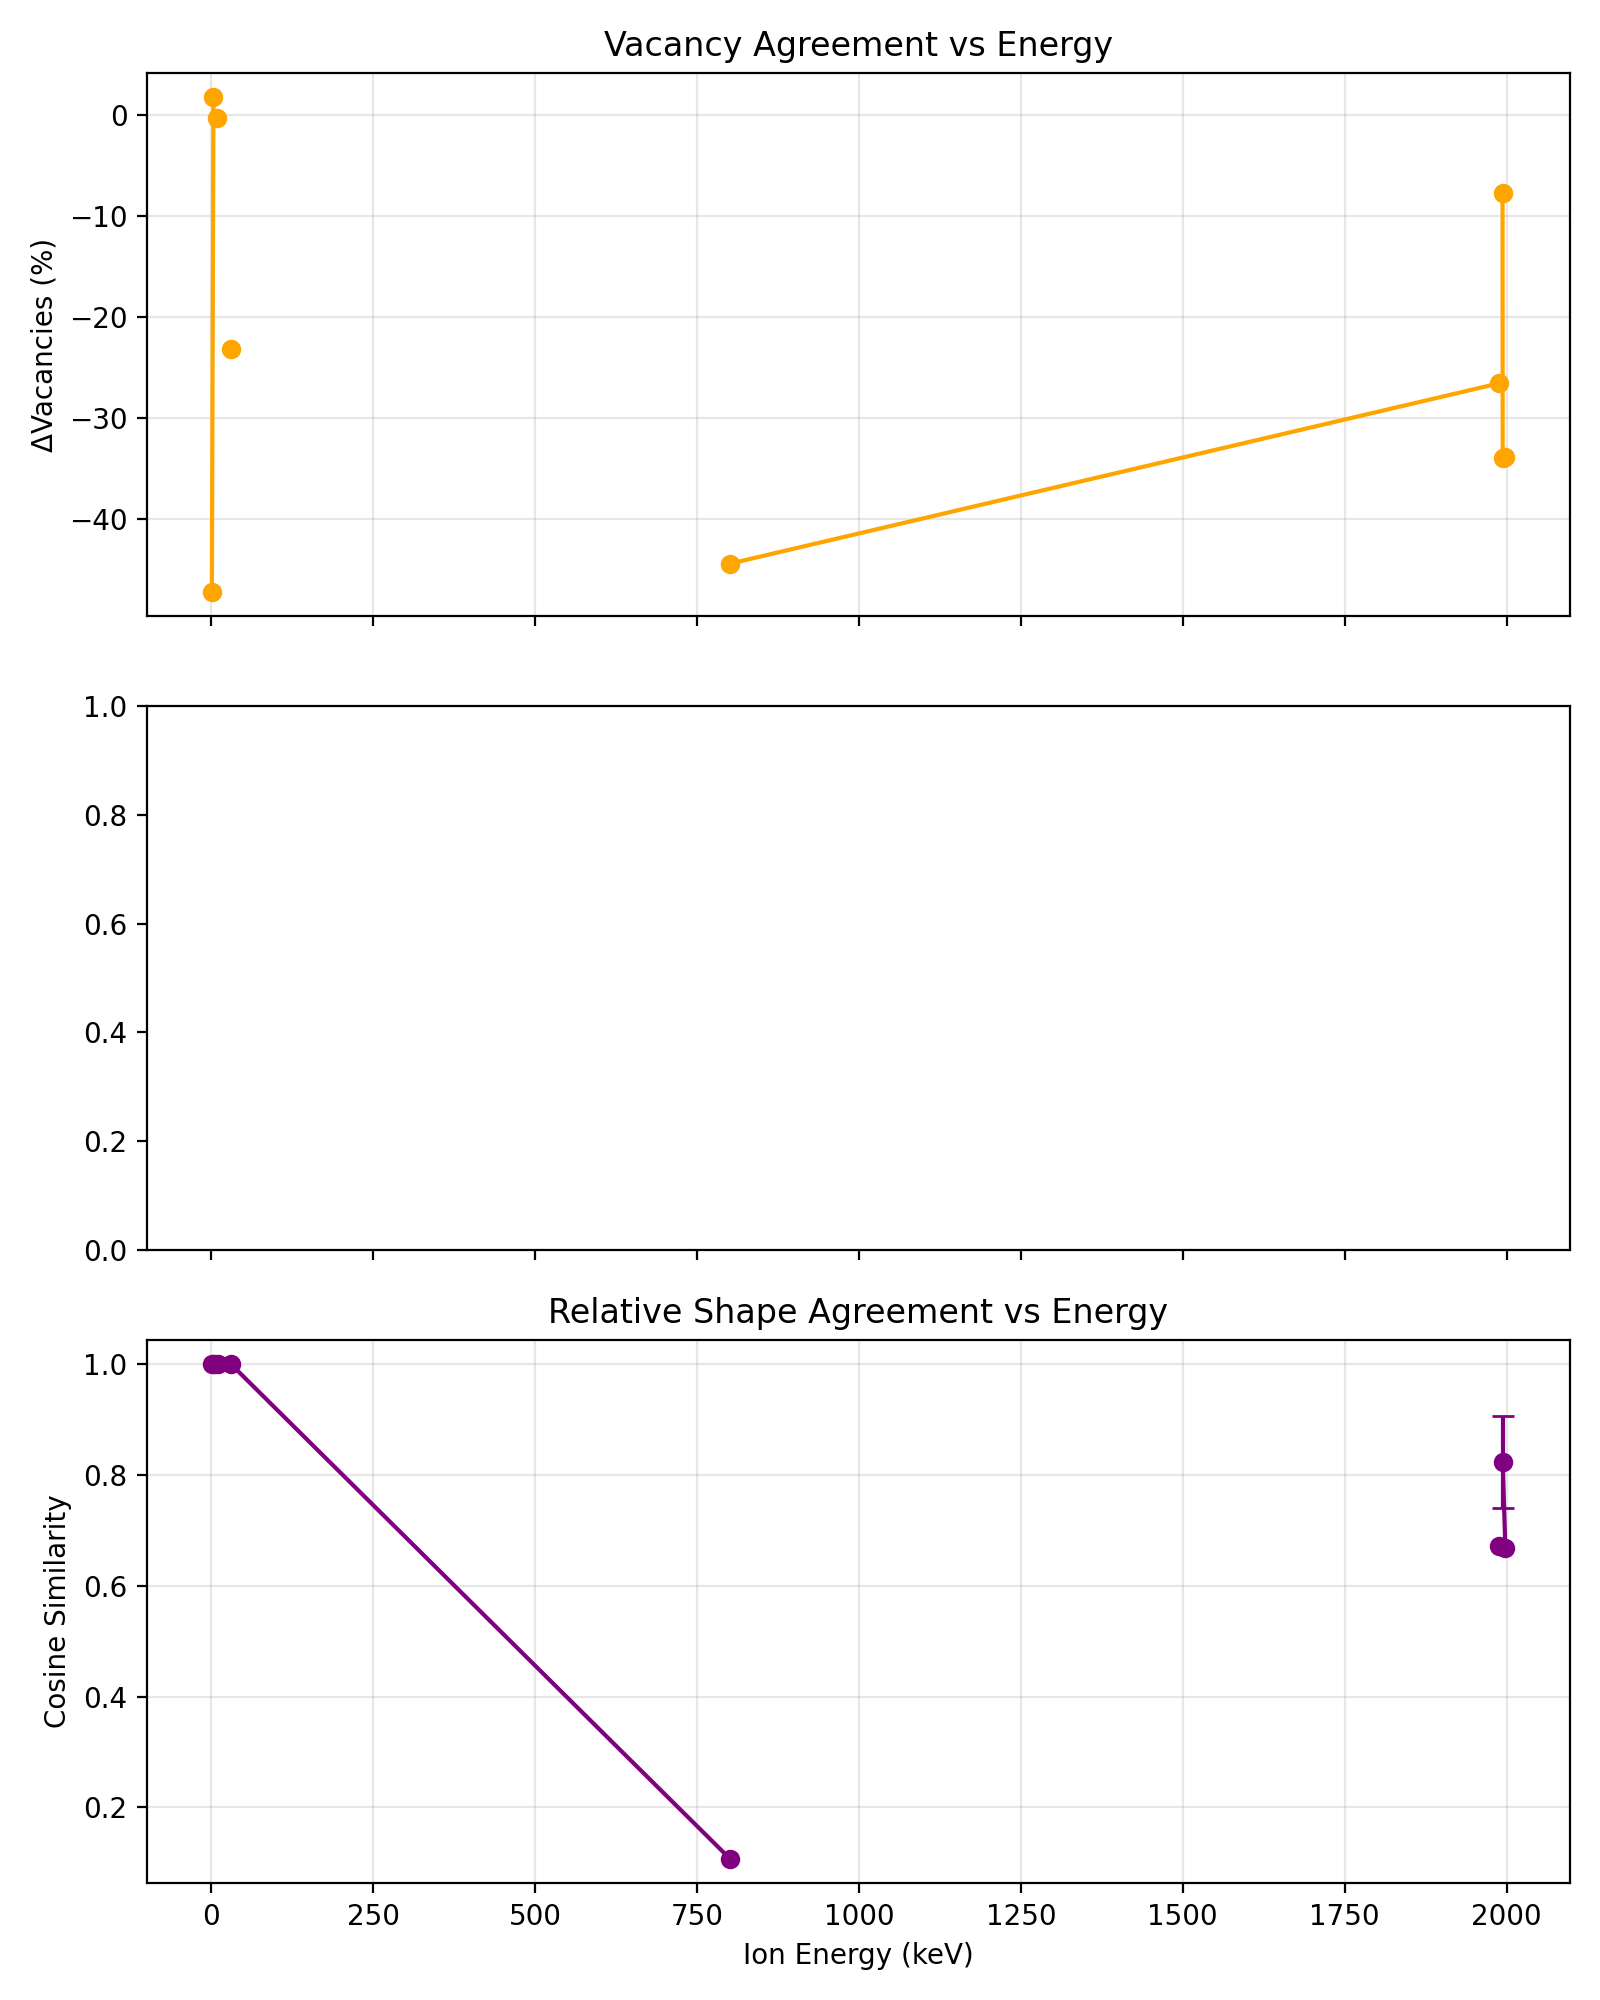 Vacancy Agreement vs Energy
0
−10
−20
−30
−40
ΔVacancies (%)
1.0
0.8
0.6
0.4
0.2
0.0
Relative Shape Agreement vs Energy
1.0
0.8
0.6
0.4
0.2
Cosine Similarity
0 250 500 750 1000 1250 1500 1750 2000
Ion Energy (keV)